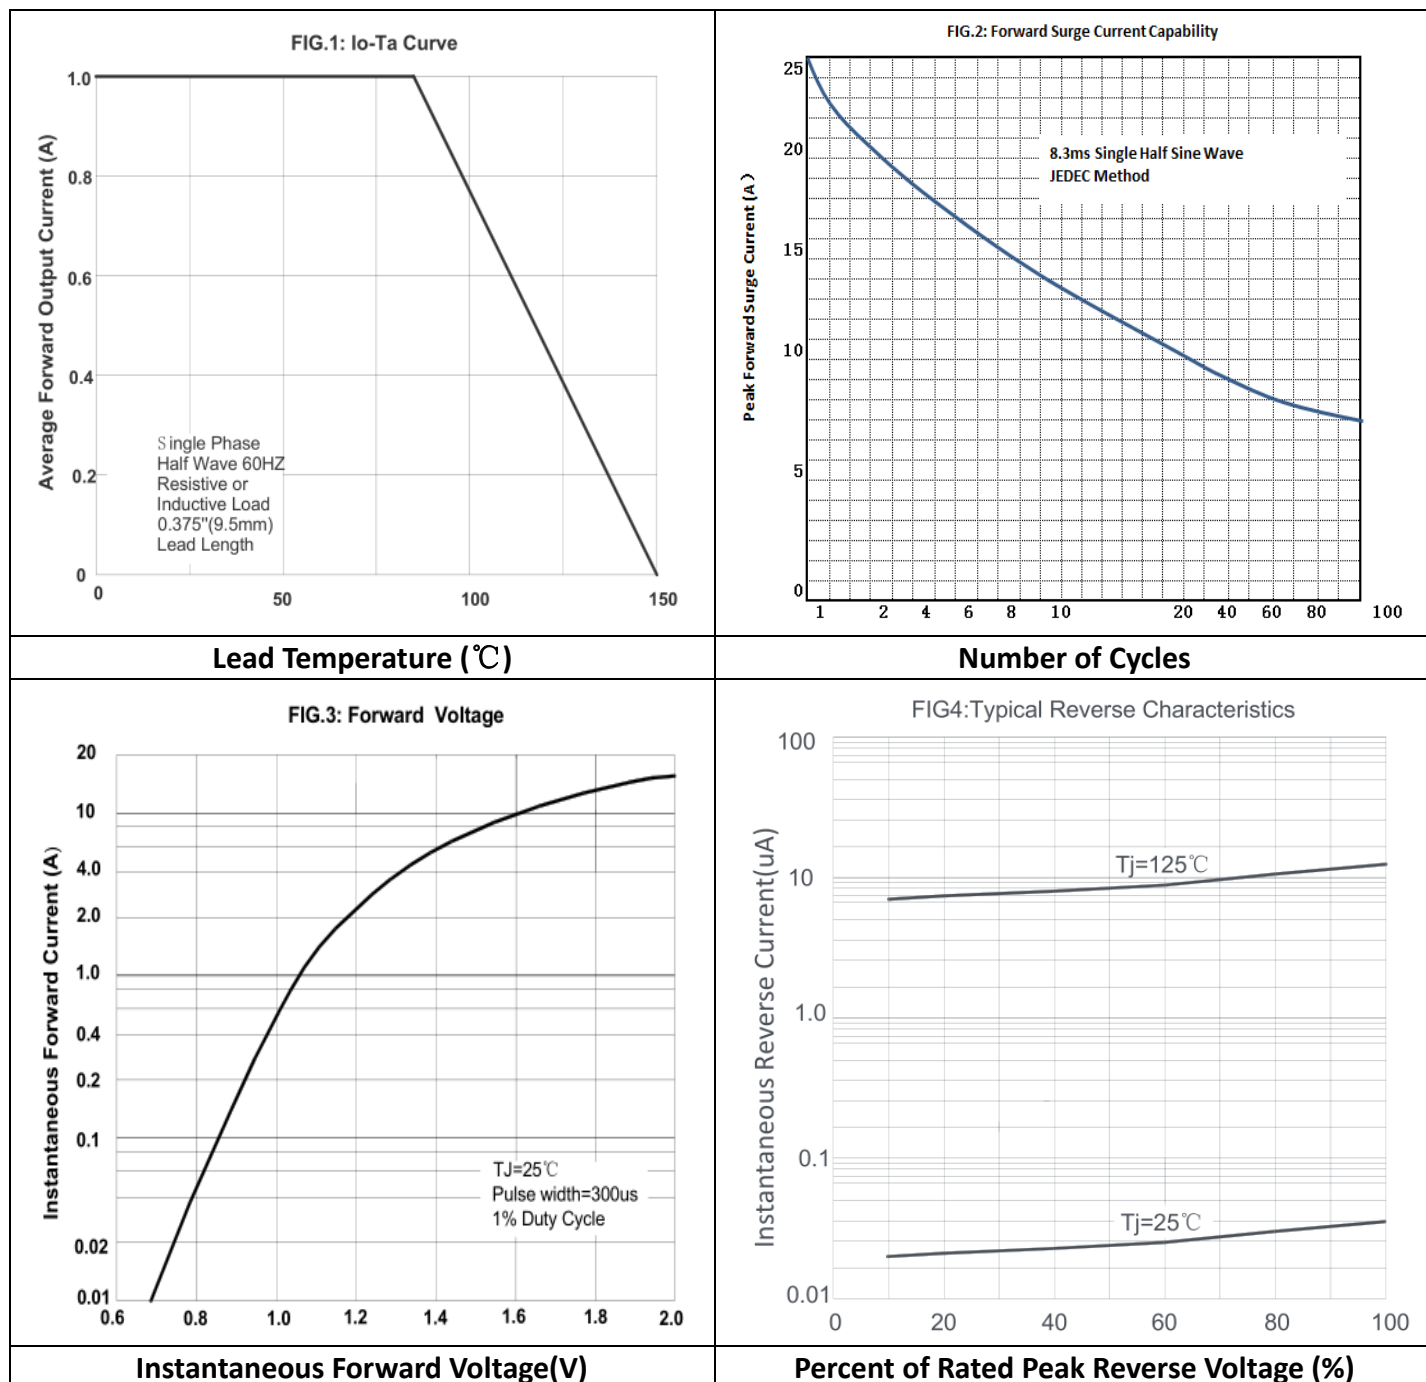 FIG.1: Io-Ta Curve
Average Forward Output Current (A)
1.0
0.8
0.6
0.4
0.2
0
Single Phase
Half Wave 60HZ
Resistive or
Inductive Load
0.375"(9.5mm)
Lead Length
0 50 100 150
Lead Temperature (℃)
FIG.2: Forward Surge Current Capability
Peak Forward Surge Current (A)
25
20
15
10
5
0
8.3ms Single Half Sine Wave
JEDEC Method
1 2 4 6 8 10 20 40 60 80 100
Number of Cycles
FIG.3: Forward Voltage
Instantaneous Forward Current (A)
20
10
4.0
2.0
1.0
0.4
0.2
0.1
0.02
0.01
TJ=25℃
Pulse width=300us
1% Duty Cycle
0.6 0.8 1.0 1.2 1.4 1.6 1.8 2.0
Instantaneous Forward Voltage(V)
FIG4:Typical Reverse Characteristics
Instantaneous Reverse Current(uA)
100
10
1.0
0.1
0.01
Tj=125℃
Tj=25℃
0 20 40 60 80 100
Percent of Rated Peak Reverse Voltage (%)